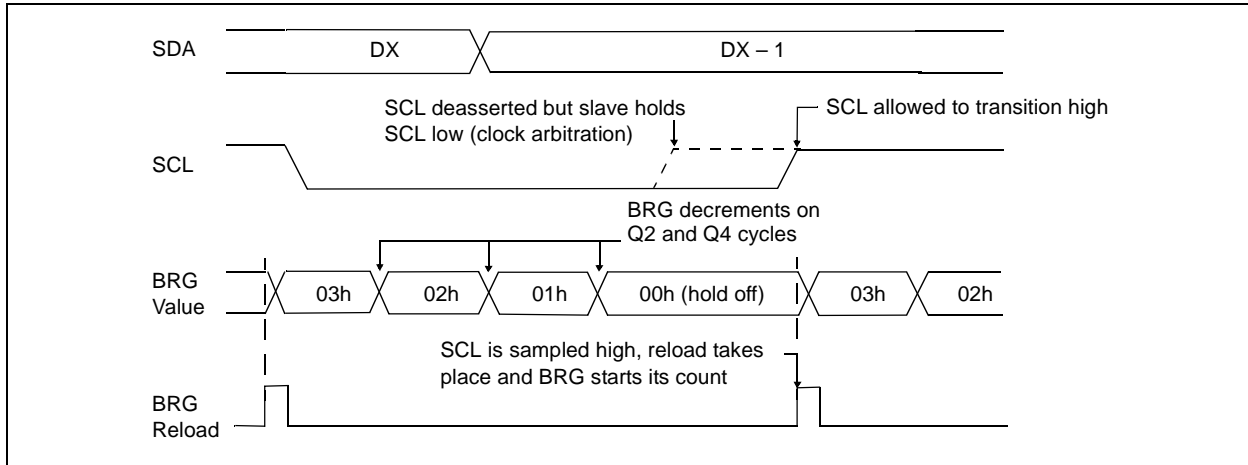 SDA
DX
DX – 1
SCL deasserted but slave holds
SCL low (clock arbitration)
SCL allowed to transition high
SCL
BRG decrements on
Q2 and Q4 cycles
BRG
Value
03h
02h
01h
00h (hold off)
03h
02h
SCL is sampled high, reload takes
place and BRG starts its count
BRG
Reload